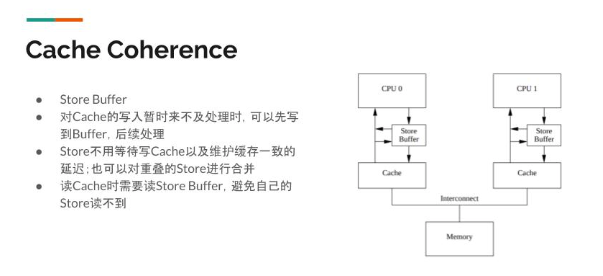 Cache Coherence
● Store Buffer
● 对Cache的写入暂时来不及处理时，可以先写
到Buffer，后续处理
● Store不用等待写Cache以及维护缓存一致的
延迟；也可以对重叠的Store进行合并
● 读Cache时需要读Store Buffer，避免自己的
Store读不到
CPU 0
CPU 1
Store
Buffer
Store
Buffer
Cache
Cache
Interconnect
Memory